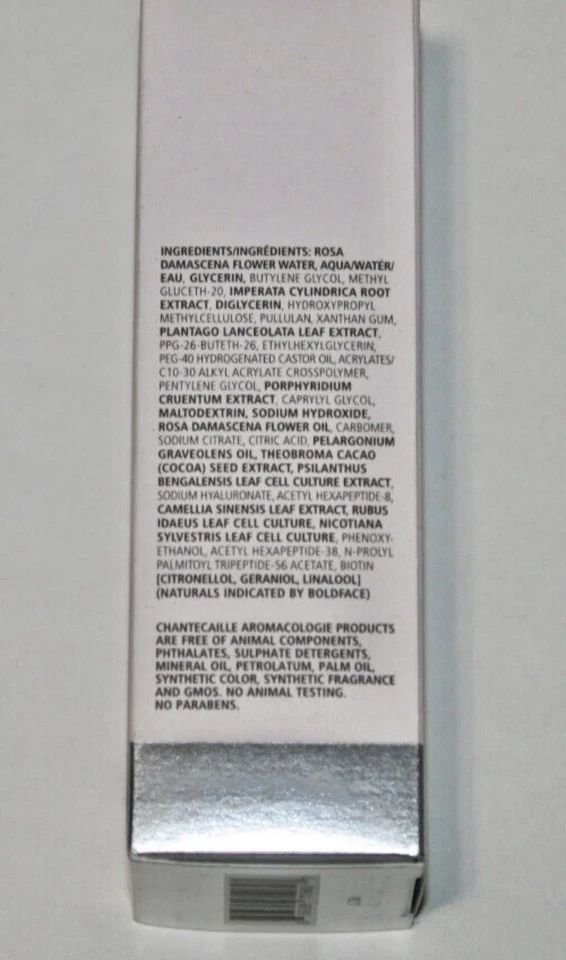 INGREDIENTS/INGRÉDIENTS: ROSA
DAMASCENA FLOWER WATER, AQUA/WATER/
EAU, GLYCERIN, BUTYLENE GLYCOL, METHYL
GLUCETH-20, IMPERATA CYLINDRICA ROOT
EXTRACT, DIGLYCERIN, HYDROXYPROPYL
METHYLCELLULOSE, PULLULAN, XANTHAN GUM,
PLANTAGO LANCEOLATA LEAF EXTRACT,
PPG-26-BUTETH-26, ETHYLHEXYLGLYCERIN,
PEG-40 HYDROGENATED CASTOR OIL, ACRYLATES/
C10-30 ALKYL ACRYLATE CROSSPOLYMER,
PENTYLENE GLYCOL, PORPHYRIDIUM
CRUENTUM EXTRACT, CAPRYLYL GLYCOL,
MALTODEXTRIN, SODIUM HYDROXIDE,
ROSA DAMASCENA FLOWER OIL, CARBOMER,
SODIUM CITRATE, CITRIC ACID, PELARGONIUM
GRAVEOLENS OIL, THEOBROMA CACAO
(COCOA) SEED EXTRACT, PSILANTHUS
BENGALENSIS LEAF CELL CULTURE EXTRACT,
SODIUM HYALURONATE, ACETYL HEXAPEPTIDE-8,
CAMELLIA SINENSIS LEAF EXTRACT, RUBUS
IDAEUS LEAF CELL CULTURE, NICOTIANA
SYLVESTRIS LEAF CELL CULTURE, PHENOXY-
ETHANOL, ACETYL HEXAPEPTIDE-38, N-PROLYL
PALMITOYL TRIPEPTIDE-56 ACETATE, BIOTIN
[CITRONELLOL, GERANIOL, LINALOOL]
(NATURALS INDICATED BY BOLDFACE)
CHANTECAILLE AROMACOLOGIE PRODUCTS
ARE FREE OF ANIMAL COMPONENTS,
PHTHALATES, SULPHATE DETERGENTS,
MINERAL OIL, PETROLATUM, PALM OIL,
SYNTHETIC COLOR, SYNTHETIC FRAGRANCE
AND GMOS. NO ANIMAL TESTING.
NO PARABENS.